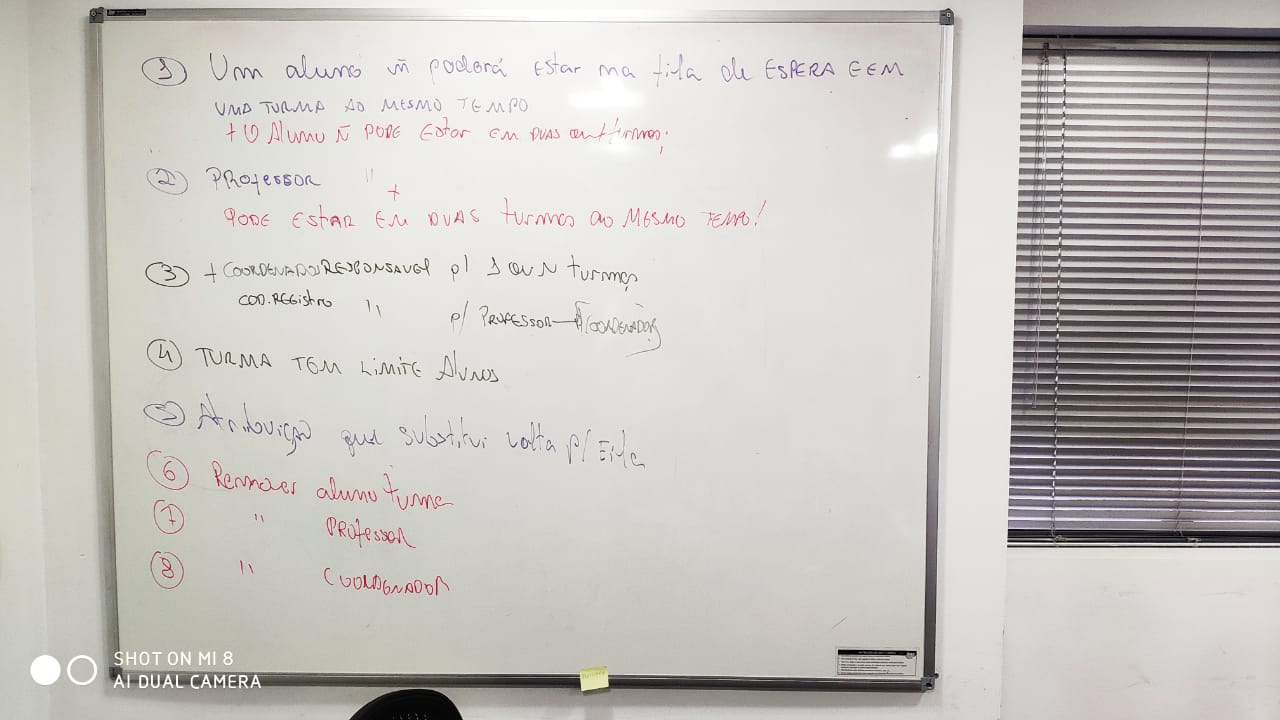 1 Um aluno ñ poderá estar na fila de ESPERA E EM
UMA TURMA AO MESMO TEMPO
+ O Aluno ñ PODE Estar EM DUAS turmas;
2 PROfessor "
+
PODE ESTAR EM DUAS turmas ao MESMO TEMPO!
3 + COORDENADOR RESPONSAVEl p/ 1 OU N turmas
COD. REGistro " p/ PROFESSOR Ñ COORDENADOR
4 TURMA TEM LIMITE Alunos
5 Atribuição que substitui volta p/ Fila
6 Remover aluno turma
7 " PROfessor
8 " COORDENADOR
SHOT ON MI 8
AI DUAL CAMERA